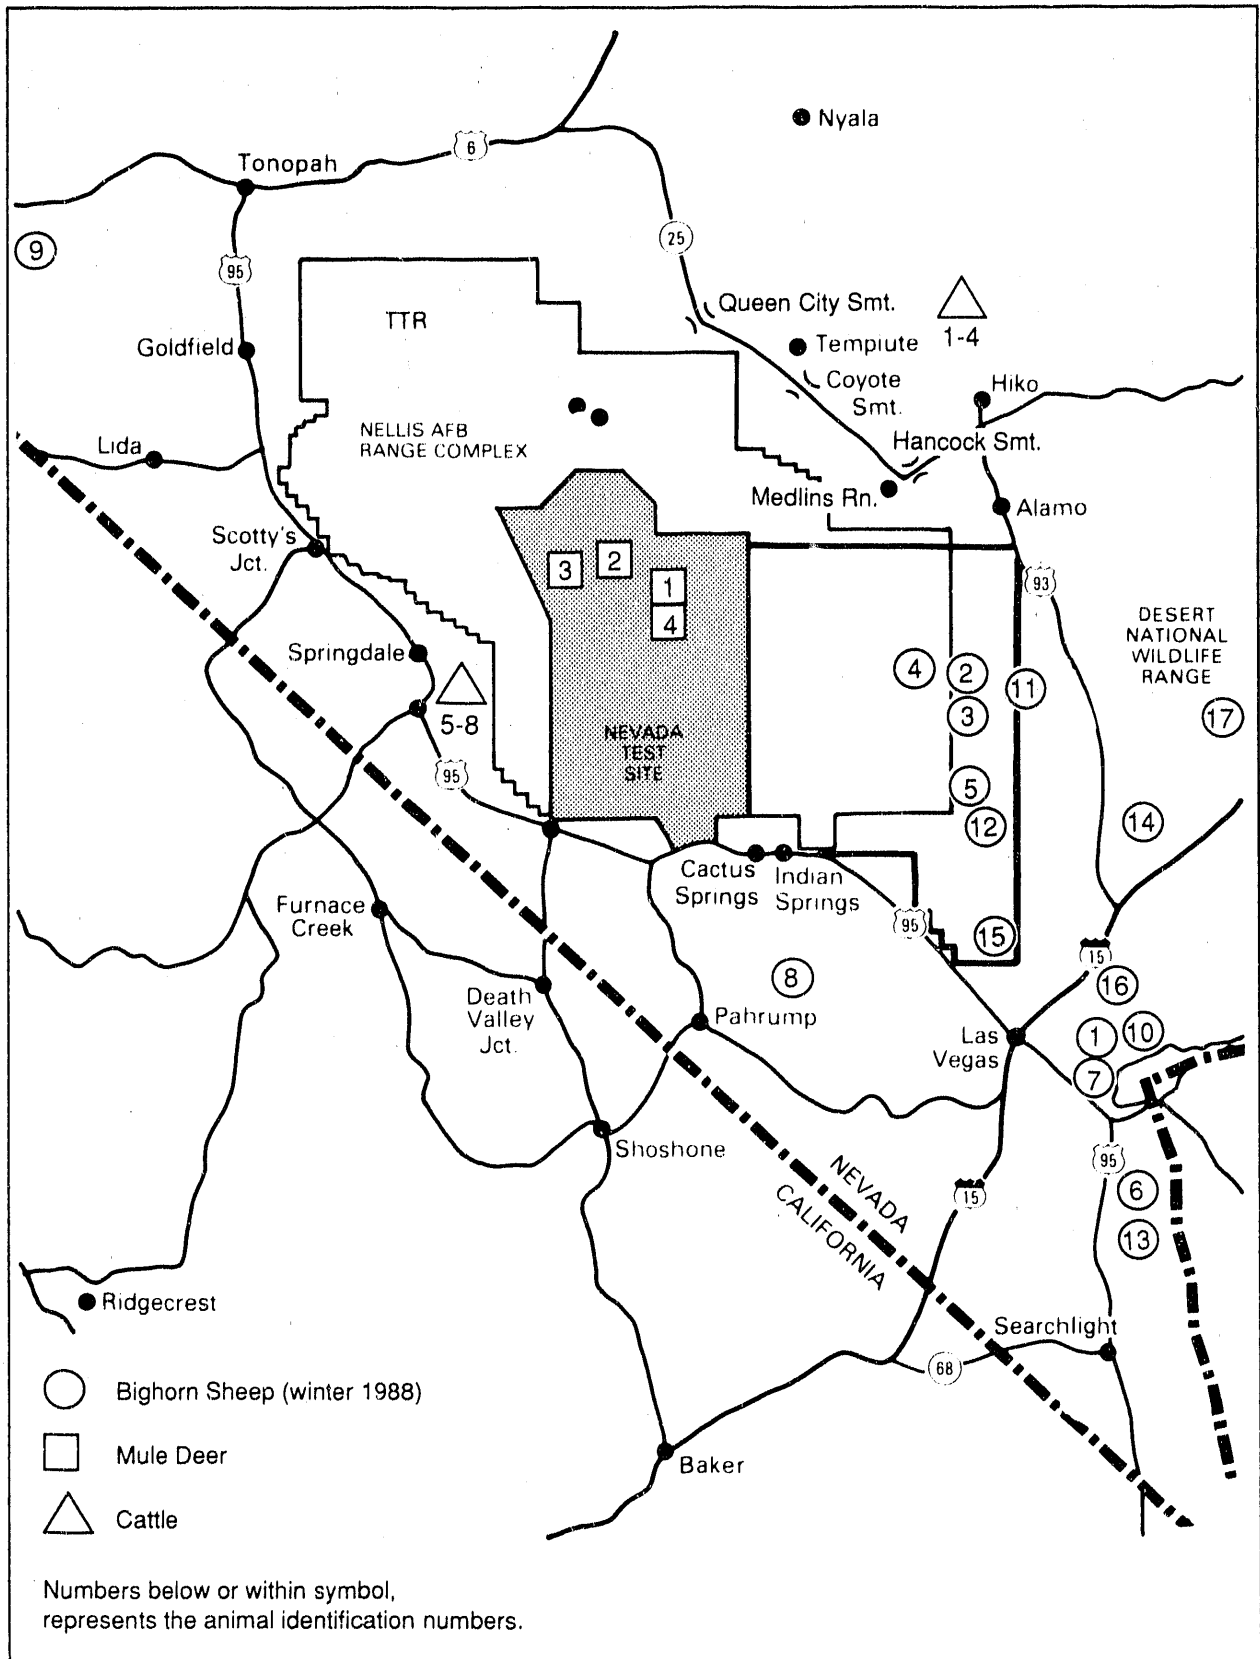 Nyala
6
Tonopah
25
9
95
Queen City Smt.
1-4
TTR
Goldfield
Tempiute
Coyote
Smt.
Hiko
NELLIS AFB
RANGE COMPLEX
Lida
Hancock Smt.
Medlins Rn.
Alamo
Scotty's
Jct.
3
2
1
4
93
DESERT
NATIONAL
WILDLIFE
RANGE
Springdale
5-8
4
2
3
11
17
NEVADA
TEST
SITE
95
5
12
14
Cactus
Springs
Indian
Springs
Furnace
Creek
95
15
15
16
8
Death
Valley
Jct.
Pahrump
Las
Vegas
1
10
7
Shoshone
95
NEVADA
CALIFORNIA
15
6
13
Ridgecrest
Searchlight
68
Bighorn Sheep (winter 1988)
Mule Deer
Baker
Cattle
Numbers below or within symbol,
represents the animal identification numbers.